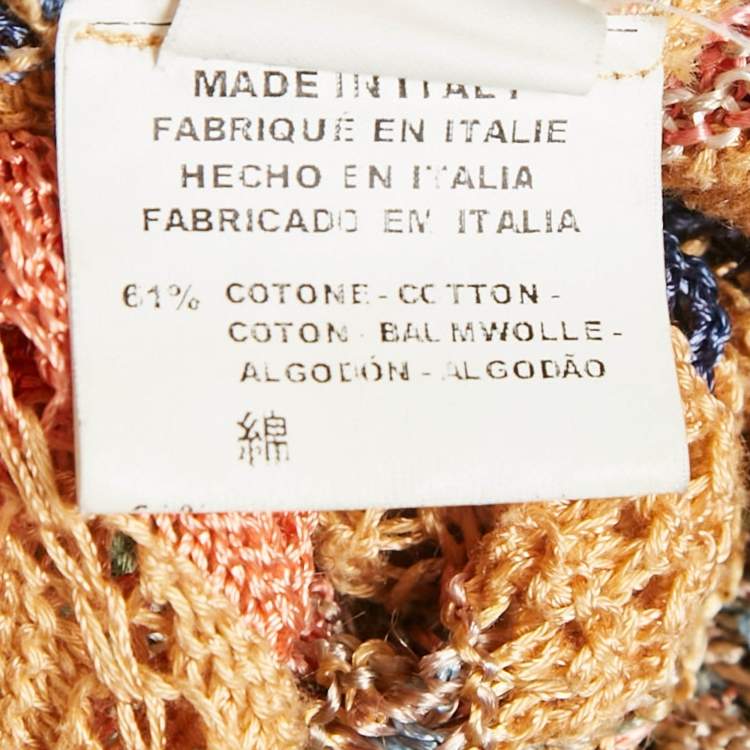 MADE IN ITALY
FABRIQUÉ EN ITALIE
HECHO EN ITALIA
FABRICADO EM ITALIA
61% COTONE - COTTON -
COTON - BAUMWOLLE -
ALGODÓN - ALGODÃO
綿